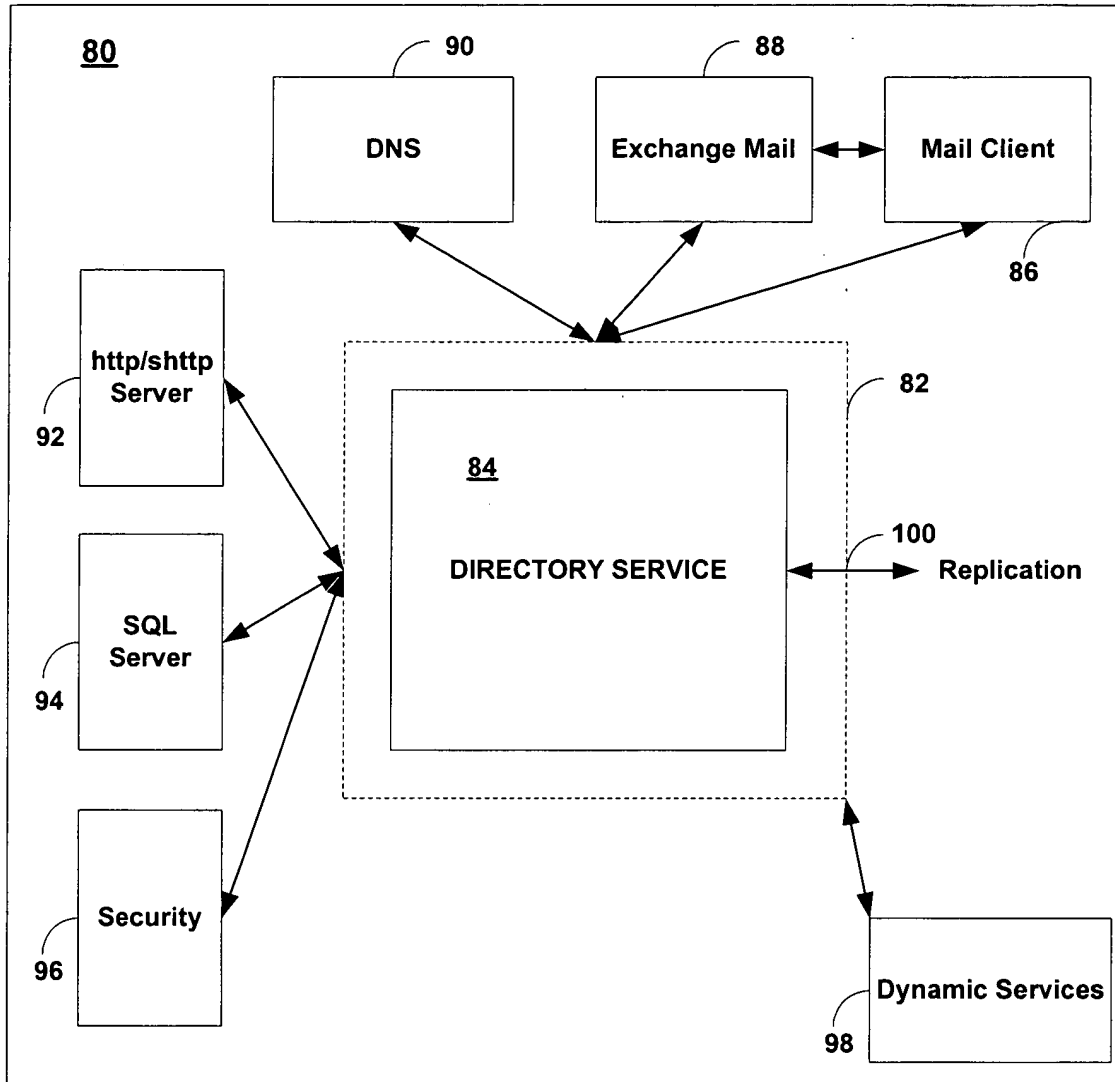 80
90
88
DNS
Exchange Mail
Mail Client
86
http/shttp
Server
92
82
84
DIRECTORY SERVICE
100
Replication
SQL
Server
94
Security
96
Dynamic Services
98